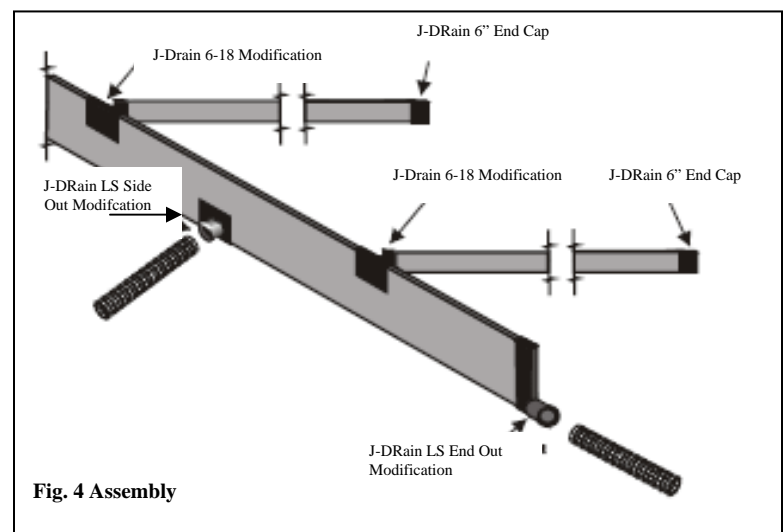 J-DRain 6” End Cap
J-Drain 6-18 Modification
J-DRain LS Side
Out Modifcation
J-DRain 6-18 Modification
J-DRain 6” End Cap
J-DRain LS End Out
Modification
Fig. 4 Assembly